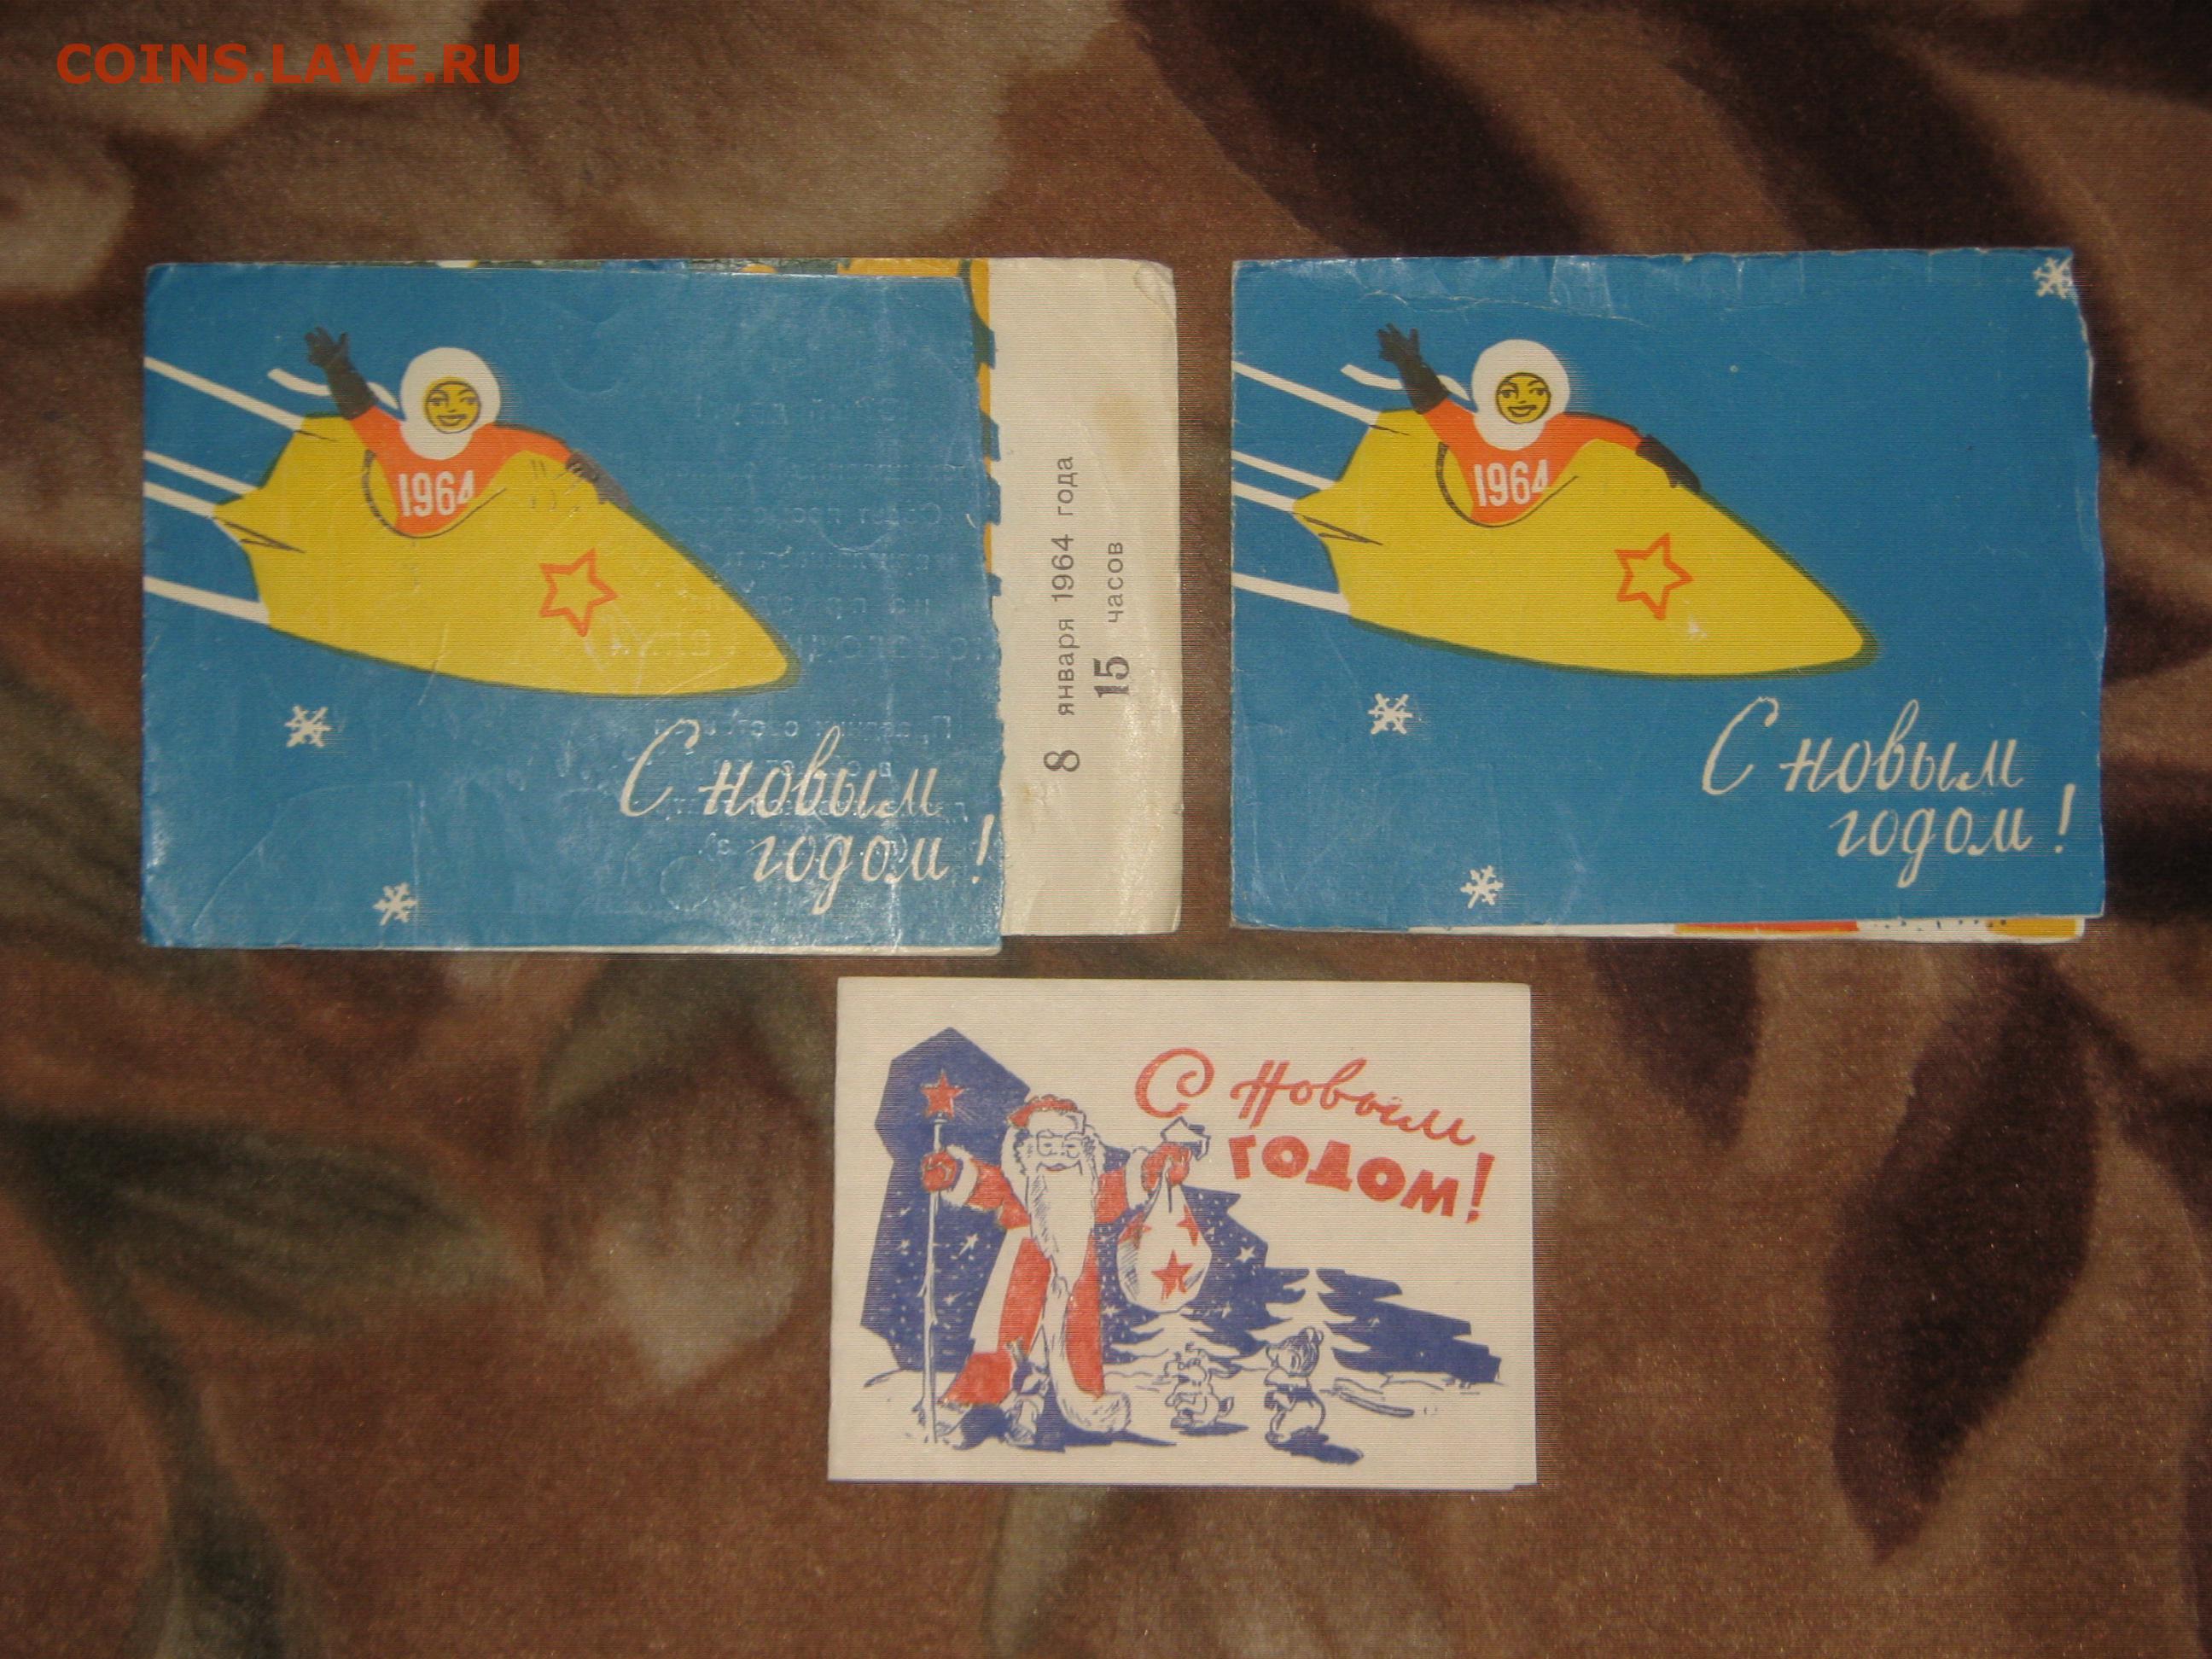 COINS.LAVE.RU
1964
С новым
годом!
8 января 1964 года
15 часов
1964
С новым
годом!
С Новым
годом!